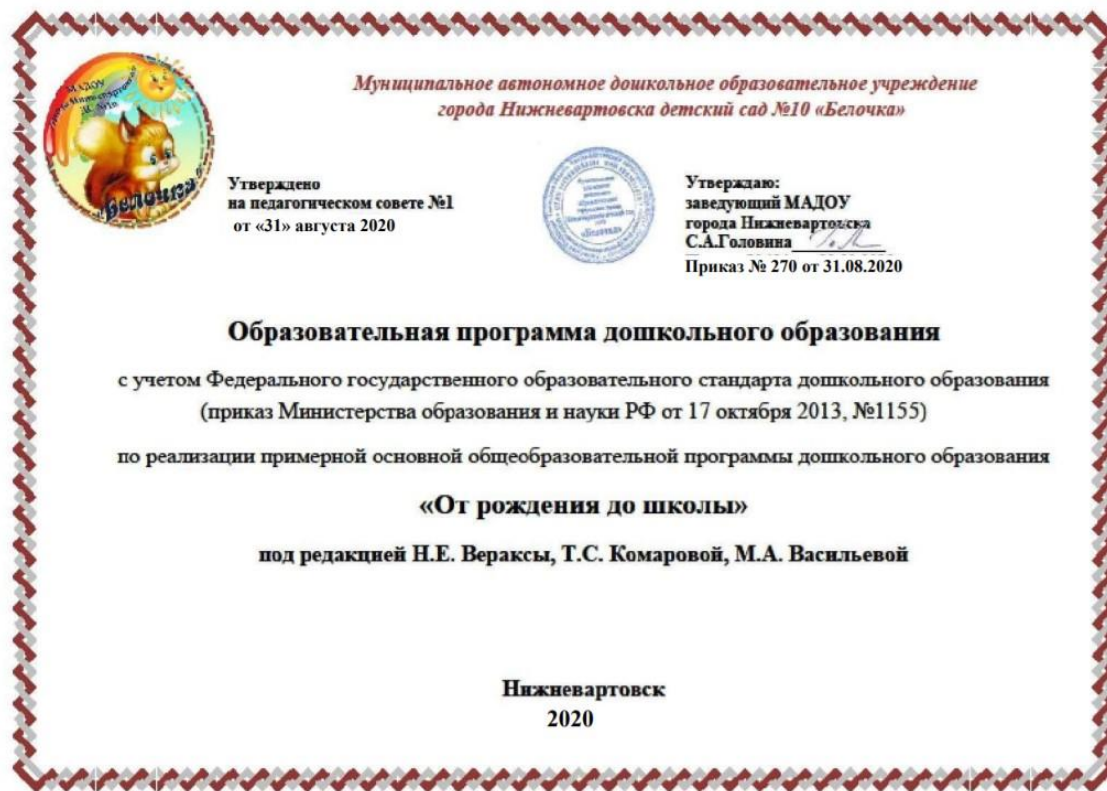 МАДОУ
ДС №10
«Белочка»
Муниципальное автономное дошкольное образовательное учреждение
города Нижневартовска детский сад №10 «Белочка»
Утверждено
на педагогическом совете №1
от «31» августа 2020
«Белочка»
Утверждаю:
заведующий МАДОУ
города Нижневартовска
С.А.Головина
Приказ № 270 от 31.08.2020
Образовательная программа дошкольного образования
с учетом Федерального государственного образовательного стандарта дошкольного образования
(приказ Министерства образования и науки РФ от 17 октября 2013, №1155)
по реализации примерной основной общеобразовательной программы дошкольного образования
«От рождения до школы»
под редакцией Н.Е. Вераксы, Т.С. Комаровой, М.А. Васильевой
Нижневартовск
2020